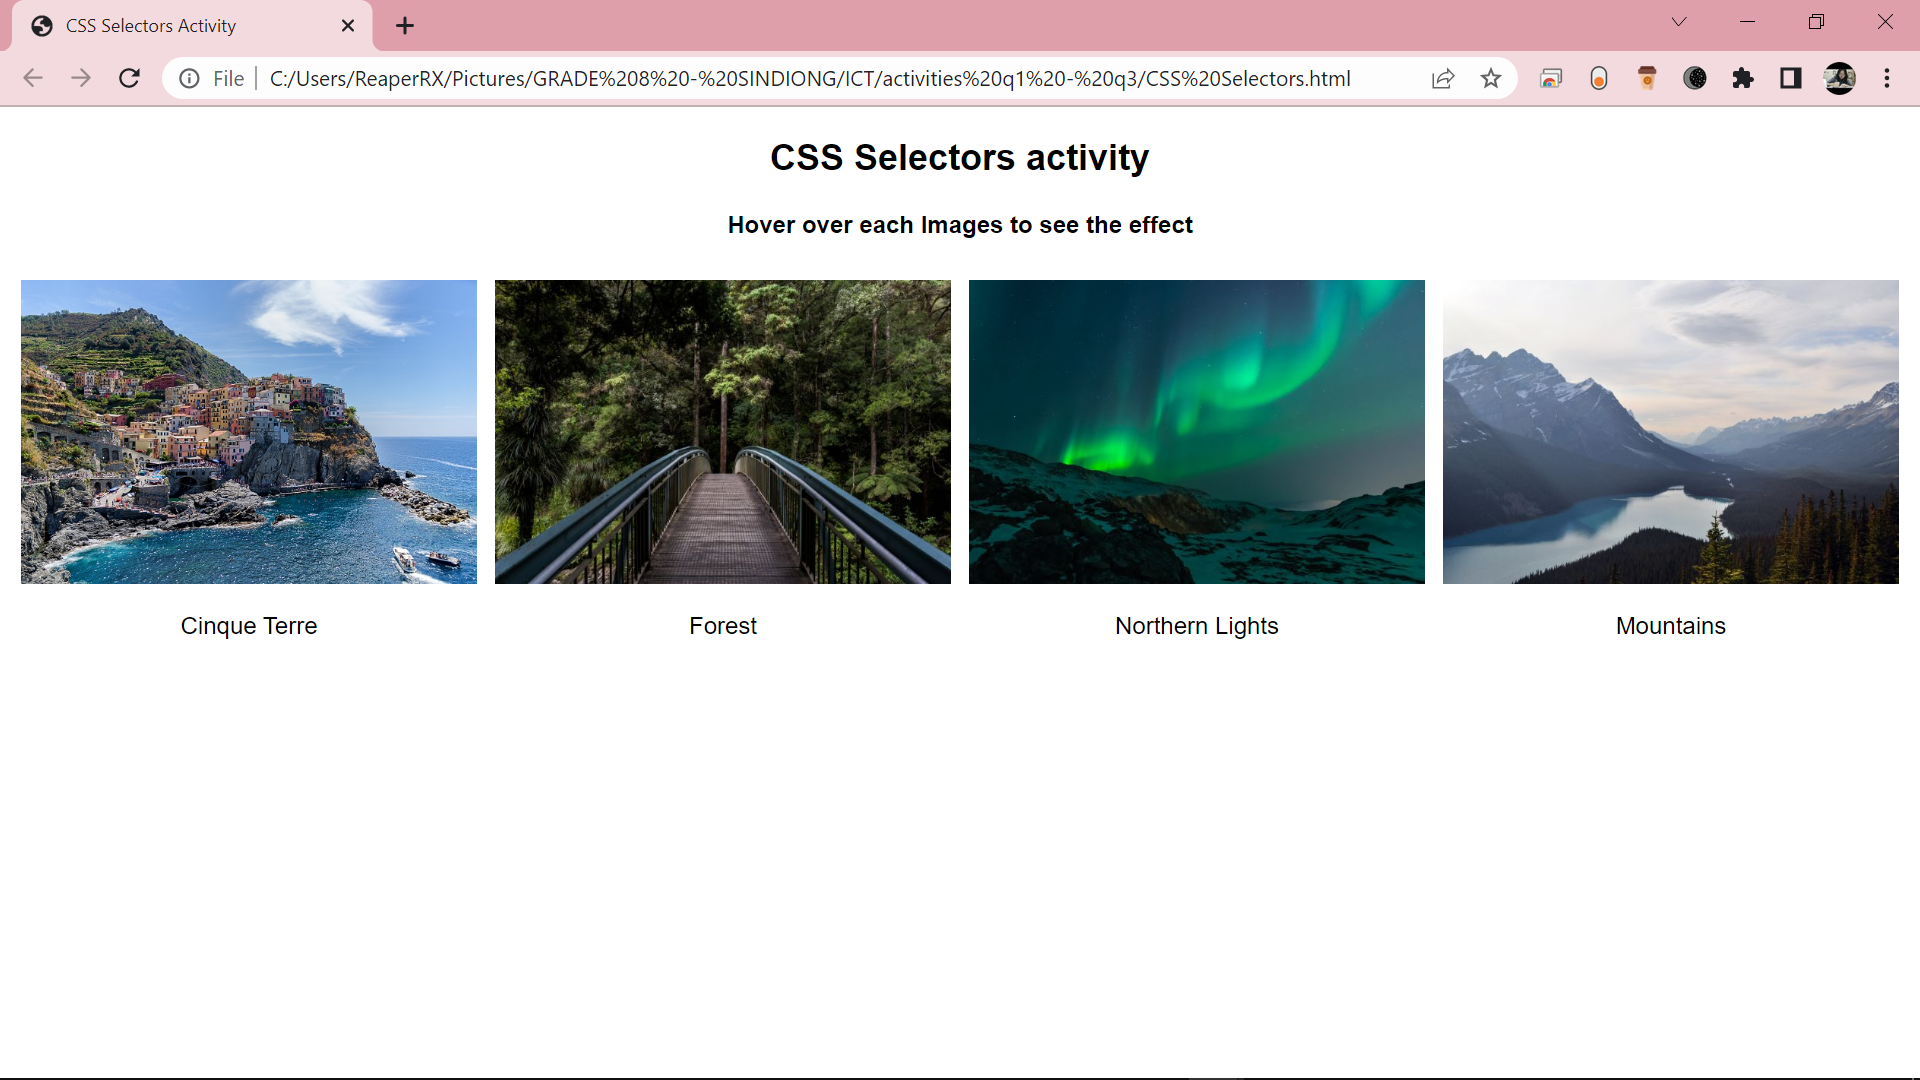 CSS Selectors Activity
File
C:/Users/ReaperRX/Pictures/GRADE%208%20-%20SINDIONG/ICT/activities%20q1%20-%20q3/CSS%20Selectors.html
CSS Selectors activity
Hover over each Images to see the effect
Cinque Terre
Forest
Northern Lights
Mountains